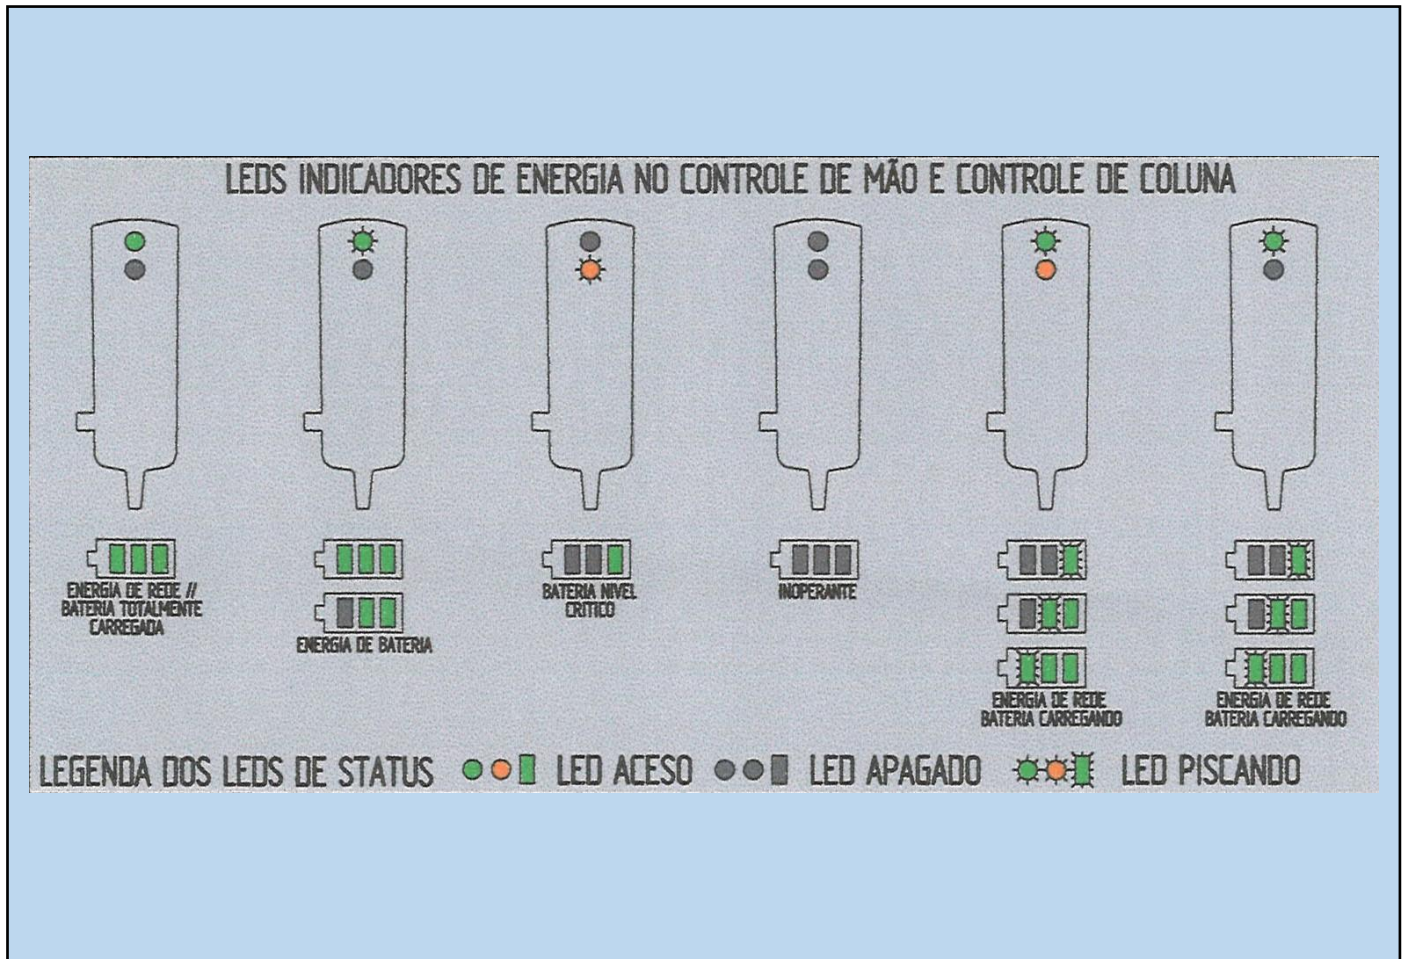 LEDS INDICADORES DE ENERGIA NO CONTROLE DE MÃO E CONTROLE DE COLUNA
ENERGIA DE REDE //
BATERIA TOTALMENTE
CARREGADA
ENERGIA DE BATERIA
BATERIA NIVEL
CRITICO
INOPERANTE
ENERGIA DE REDE
BATERIA CARREGANDO
ENERGIA DE REDE
BATERIA CARREGANDO
LEGENDA DOS LEDS DE STATUS LED ACESO LED APAGADO LED PISCANDO